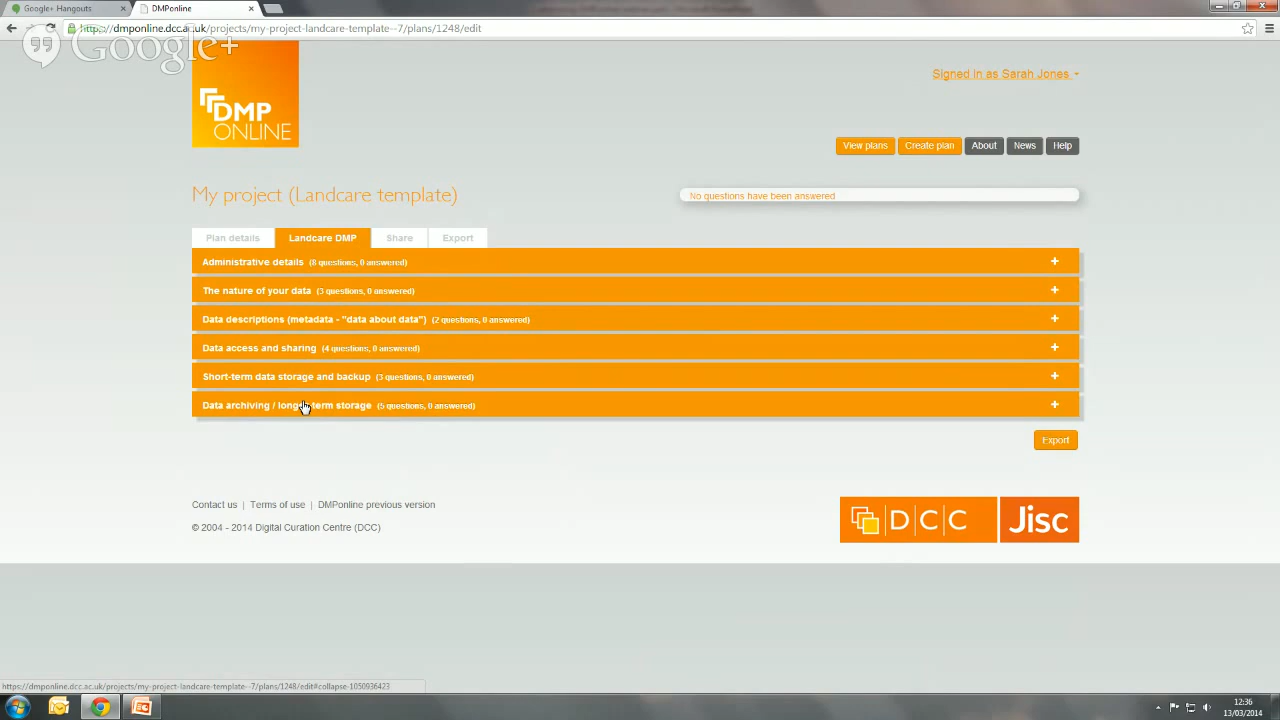 Google+ Hangouts
DMPonline
https://dmponline.dcc.ac.uk/projects/my-project-landcare-template--7/plans/1248/edit
Google+
DMP
ONLINE
Signed in as Sarah Jones
View plans
Create plan
About
News
Help
My project (Landcare template)
No questions have been answered
Plan details
Landcare DMP
Share
Export
Administrative details (8 questions, 0 answered)
The nature of your data (3 questions, 0 answered)
Data descriptions (metadata - "data about data") (2 questions, 0 answered)
Data access and sharing (4 questions, 0 answered)
Short-term data storage and backup (3 questions, 0 answered)
Data archiving / long-term storage (5 questions, 0 answered)
Export
Contact us | Terms of use | DMPonline previous version
© 2004 - 2014 Digital Curation Centre (DCC)
DCC
Jisc
https://dmponline.dcc.ac.uk/projects/my-project-landcare-template--7/plans/1248/edit#collapse-1050936423
12:36
13/03/2014